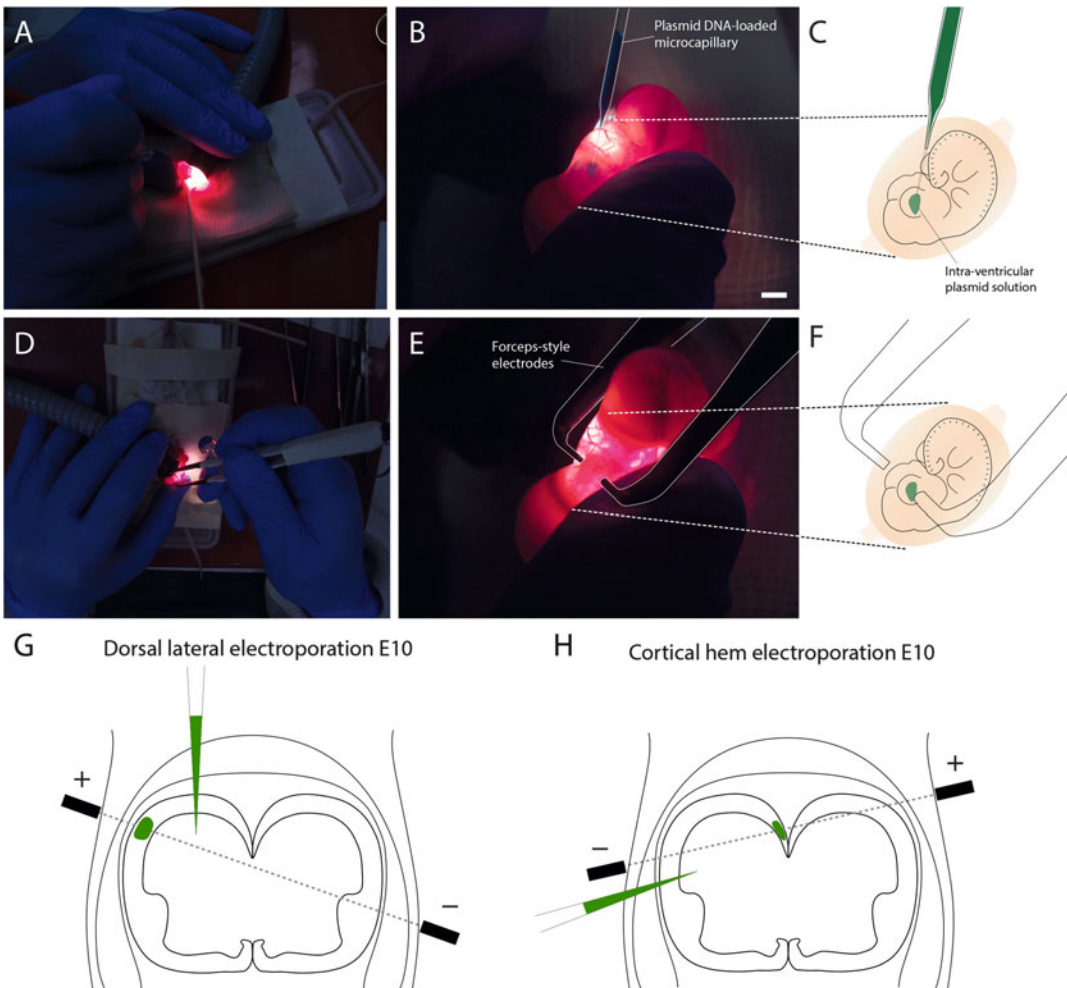 A
B
Plasmid DNA-loaded
microcapillary
C
Intra-ventricular
plasmid solution
D
E
Forceps-style
electrodes
F
G
Dorsal lateral electroporation E10
+
−
H
Cortical hem electroporation E10
+
−